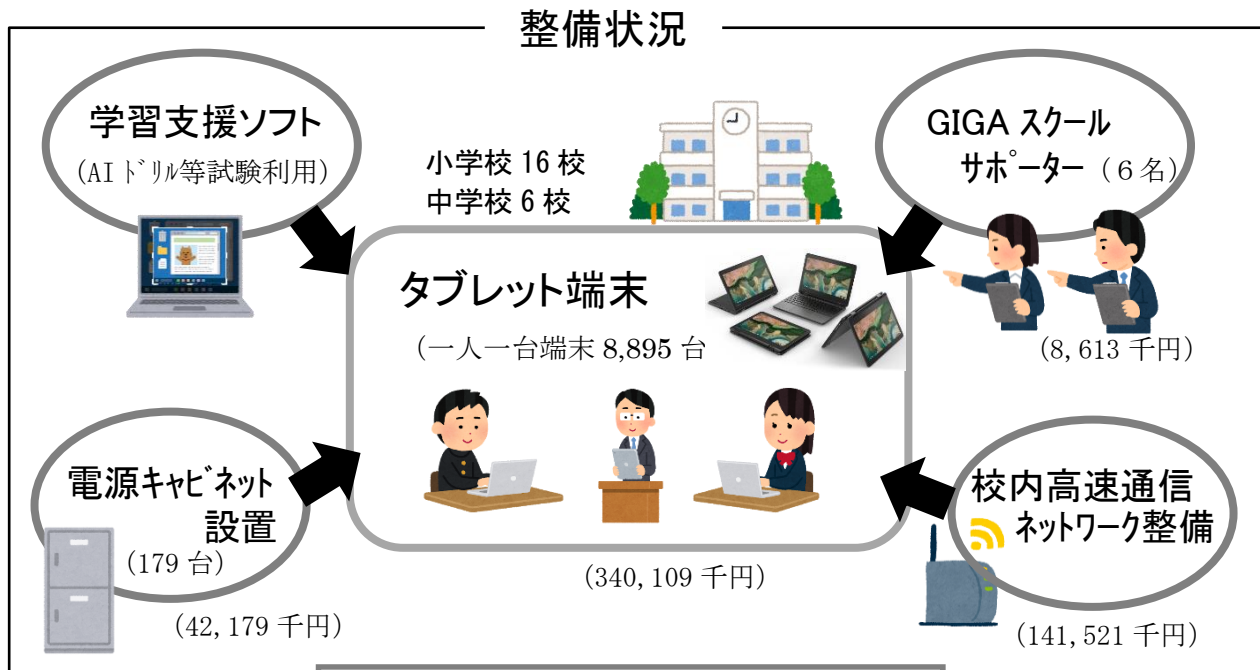 整備状況
学習支援ソフト
(AIﾄﾞﾘﾙ等試験利用)
小学校 16 校
中学校 6 校
GIGA スクール
サポーター（６名）
(8,613 千円)
タブレット端末
（一人一台端末 8,895 台
電源キャビネット
設置
(179 台)
(42,179 千円)
(340,109 千円)
校内高速通信
ネットワーク整備
(141,521 千円)